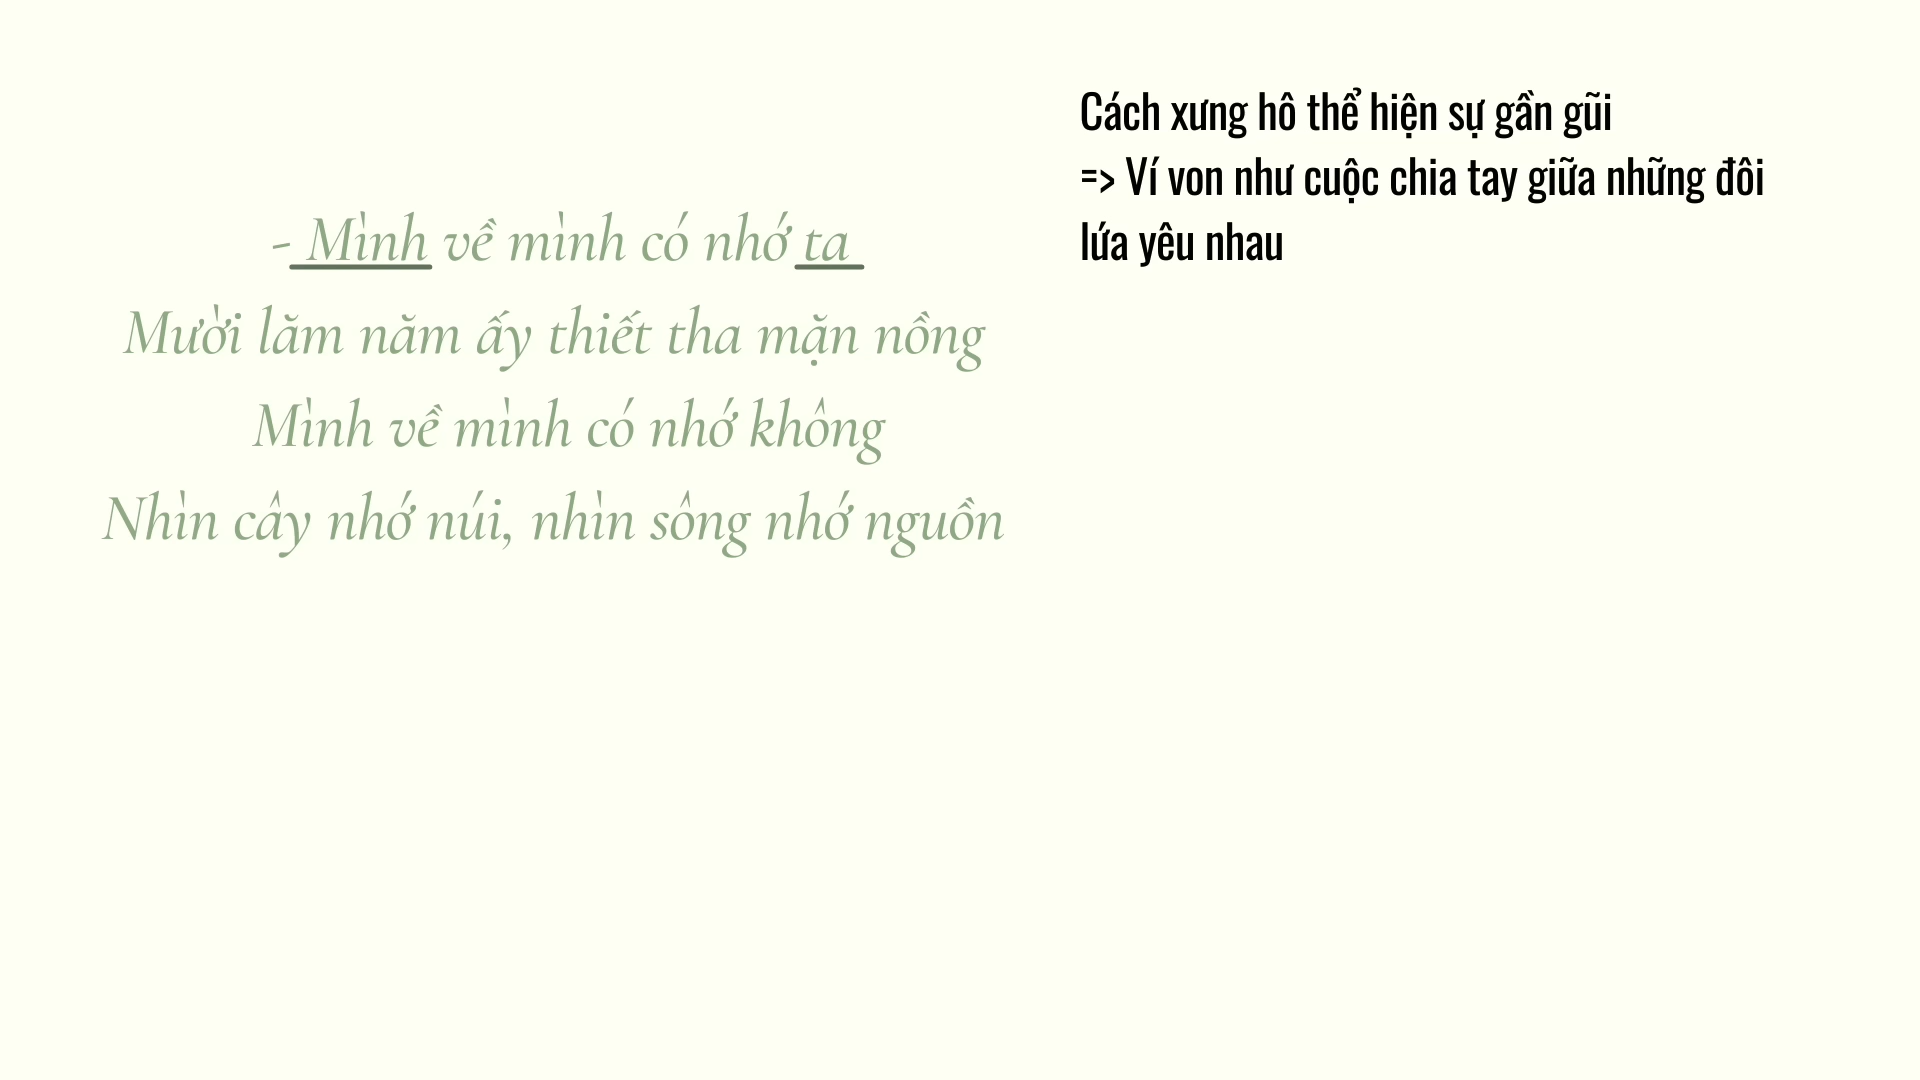 - Mình về mình có nhớ ta
Mười lăm năm ấy thiết tha mặn nồng
Mình về mình có nhớ không
Nhìn cây nhớ núi, nhìn sông nhớ nguồn
Cách xưng hô thể hiện sự gần gũi
=> Ví von như cuộc chia tay giữa những đôi
lứa yêu nhau